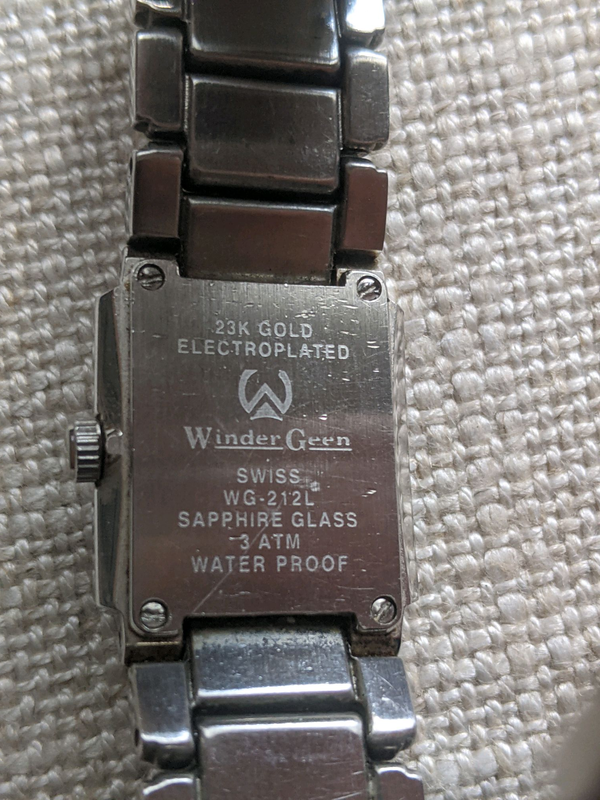 23K GOLD
ELECTROPLATED
Winder Geen
SWISS
WG-212L
SAPPHIRE GLASS
3 ATM
WATER PROOF